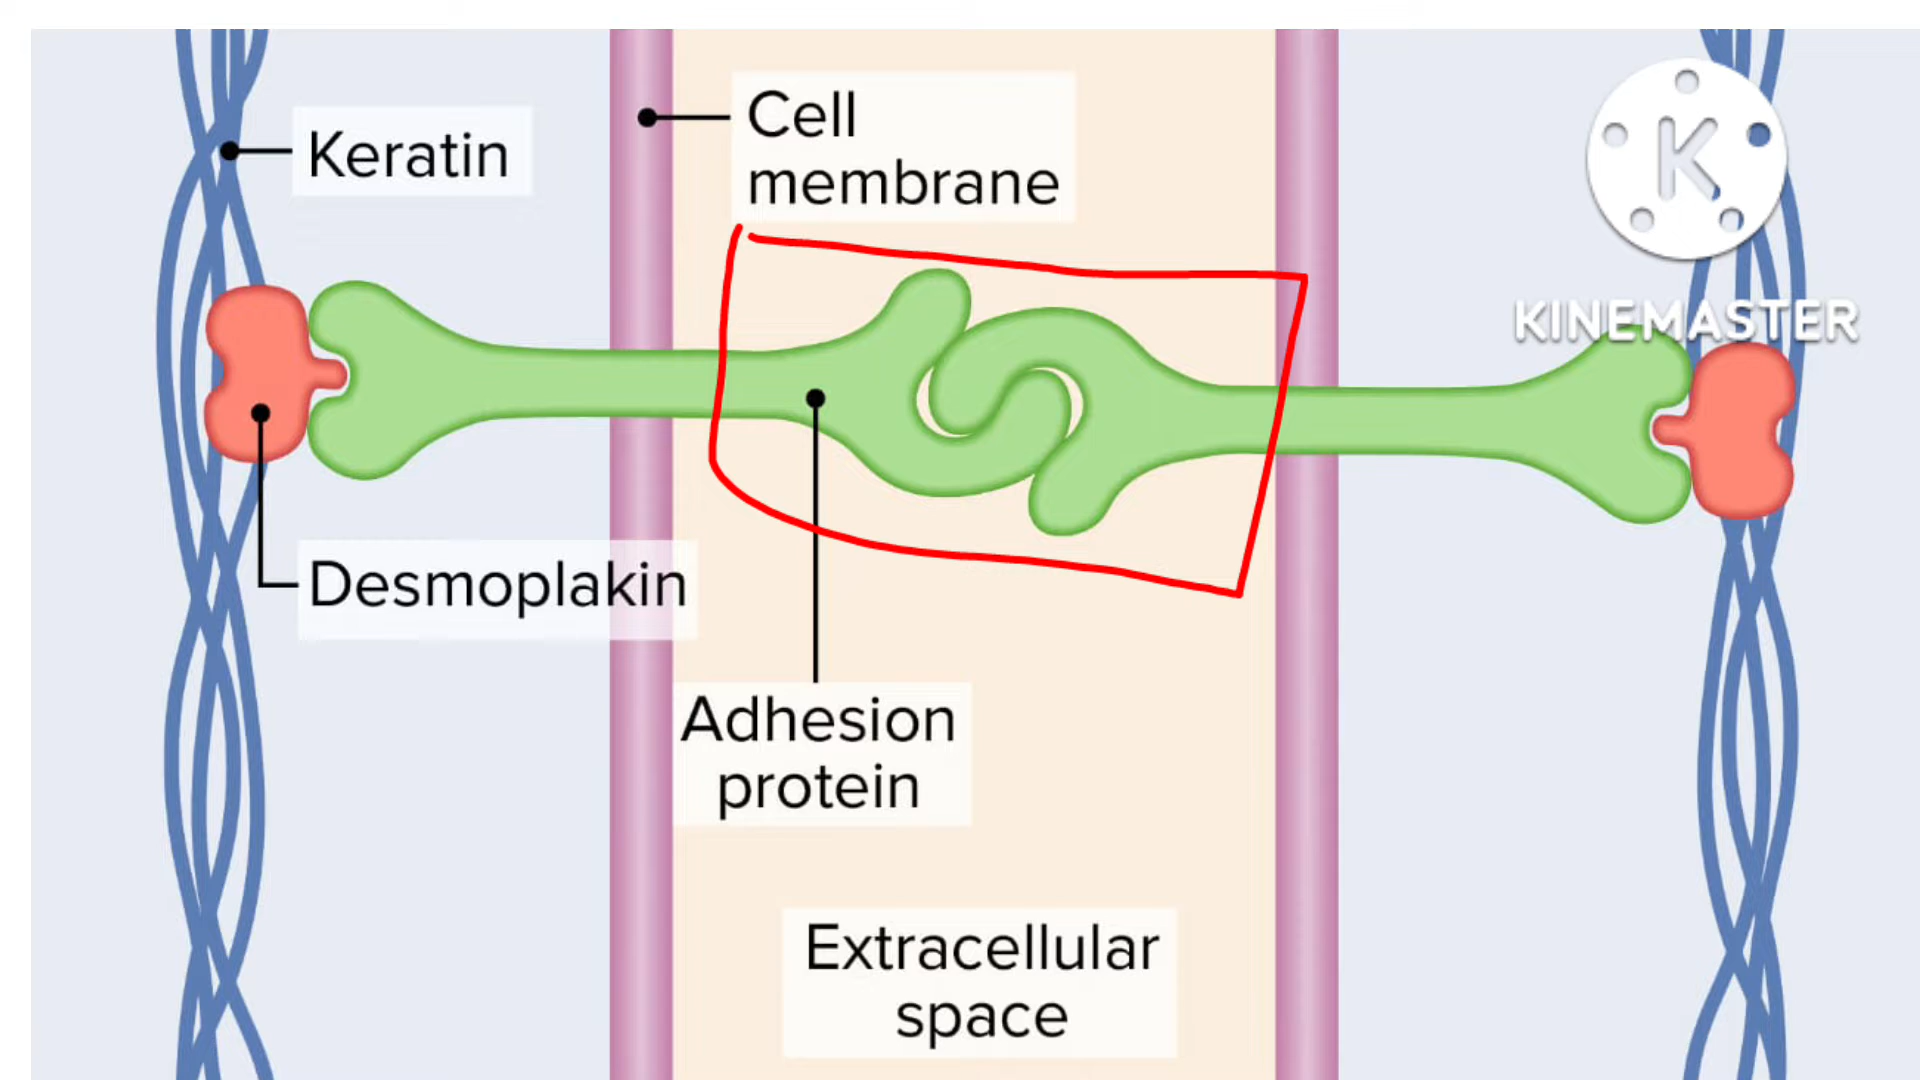 Cell
membrane
Keratin
K
KINEMASTER
Desmoplakin
Adhesion
protein
Extracellular
space